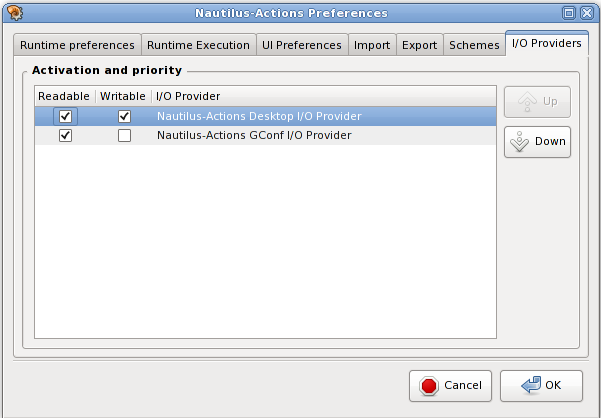 Nautilus-Actions Preferences
Runtime preferences Runtime Execution UI Preferences Import Export Schemes I/O Providers
Activation and priority
Readable Writable I/O Provider
Nautilus-Actions Desktop I/O Provider
Nautilus-Actions GConf I/O Provider
Up
Down
Cancel OK